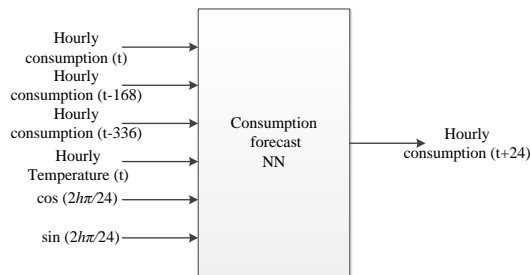 Hourly
consumption (t)
Hourly
consumption (t-168)
Hourly
consumption (t-336)
Hourly
Temperature (t)
cos (2hπ/24)
sin (2hπ/24)
Consumption
forecast
NN
Hourly
consumption (t+24)